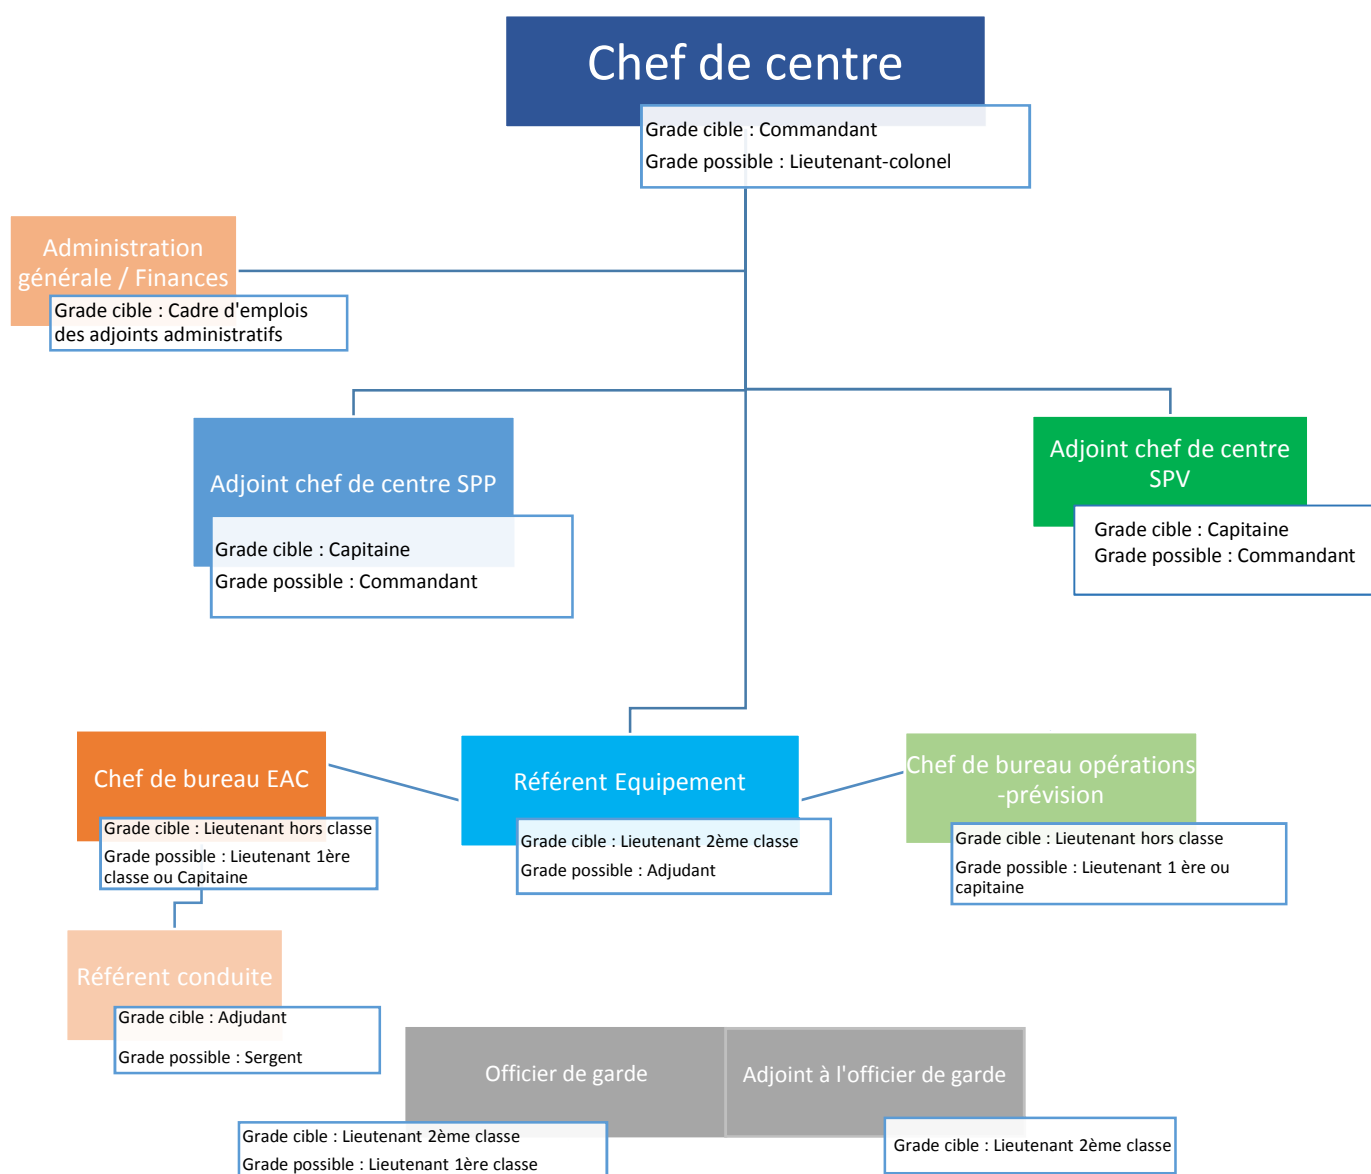 Chef de centre
Grade cible : Commandant
Grade possible : Lieutenant-colonel
Administration
générale / Finances
Grade cible : Cadre d'emplois
des adjoints administratifs
Adjoint chef de centre SPP
Grade cible : Capitaine
Grade possible : Commandant
Adjoint chef de centre
SPV
Grade cible : Capitaine
Grade possible : Commandant
Chef de bureau EAC
Grade cible : Lieutenant hors classe
Grade possible : Lieutenant 1ère
classe ou Capitaine
Référent Equipement
Grade cible : Lieutenant 2ème classe
Grade possible : Adjudant
Chef de bureau opérations
-prévision
Grade cible : Lieutenant hors classe
Grade possible : Lieutenant 1 ère ou
capitaine
Référent conduite
Grade cible : Adjudant
Grade possible : Sergent
Officier de garde
Grade cible : Lieutenant 2ème classe
Grade possible : Lieutenant 1ère classe
Adjoint à l'officier de garde
Grade cible : Lieutenant 2ème classe